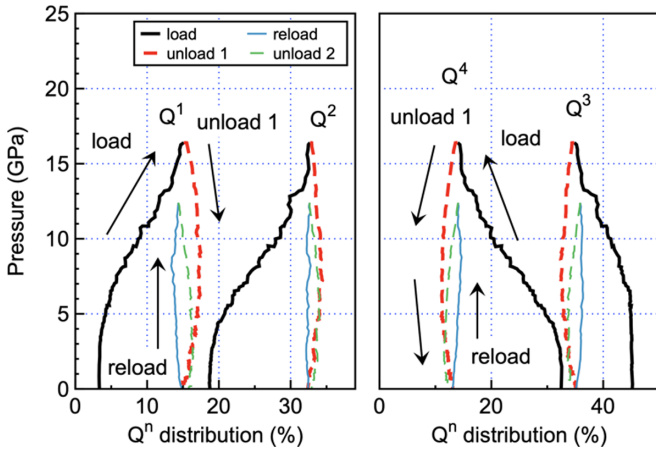 load reload
unload 1 unload 2
25
20
15
10
5
0
Pressure (GPa)
Q¹ Q²
load unload 1
reload
0 10 20 30
Qⁿ distribution (%)
Q⁴ Q³
unload 1 load
reload
0 20 40
Qⁿ distribution (%)